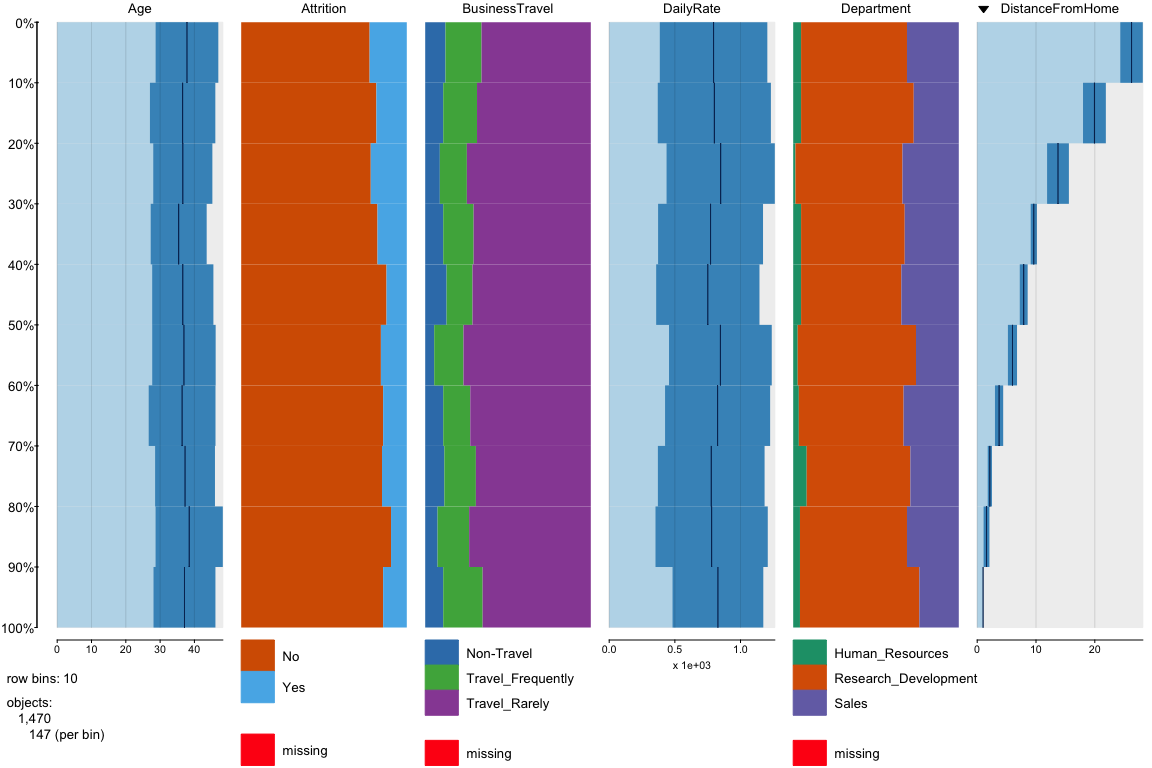 Age Attrition BusinessTravel DailyRate Department DistanceFromHome
0%
10%
20%
30%
40%
50%
60%
70%
80%
90%
100%
0 10 20 30 40 0.0 0.5 1.0 0 10 20
x 1e+03
No Non-Travel Human_Resources
Yes Travel_Frequently Research_Development
Travel_Rarely Sales
missing missing missing
row bins: 10
objects:
1,470
147 (per bin)